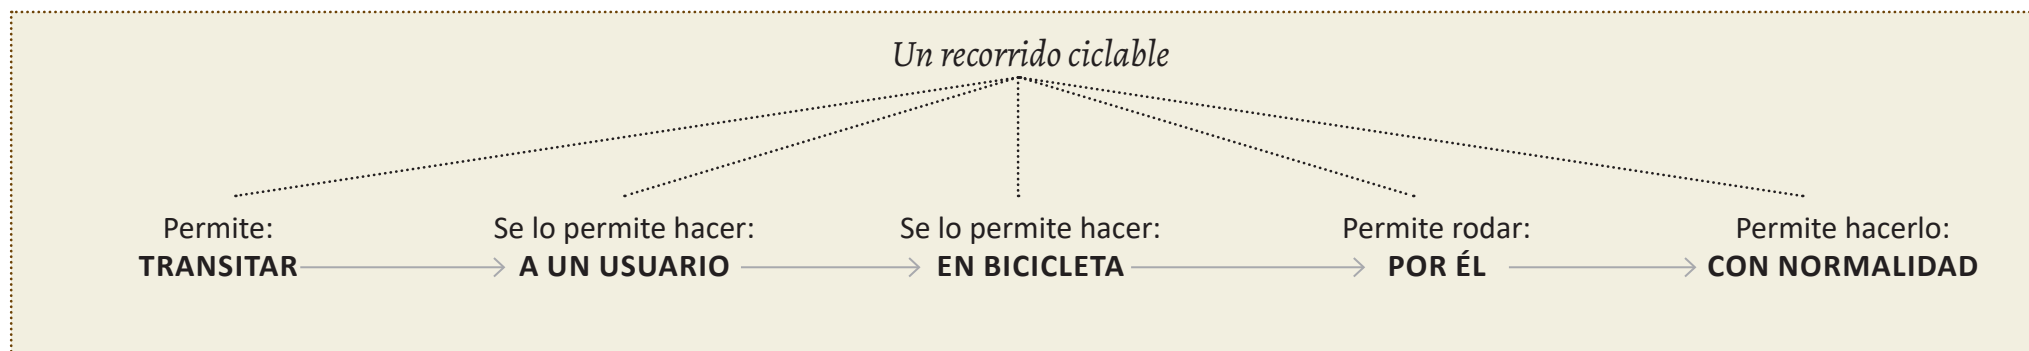 Un recorrido ciclable
Permite:
TRANSITAR
Se lo permite hacer:
A UN USUARIO
Se lo permite hacer:
EN BICICLETA
Permite rodar:
POR ÉL
Permite hacerlo:
CON NORMALIDAD